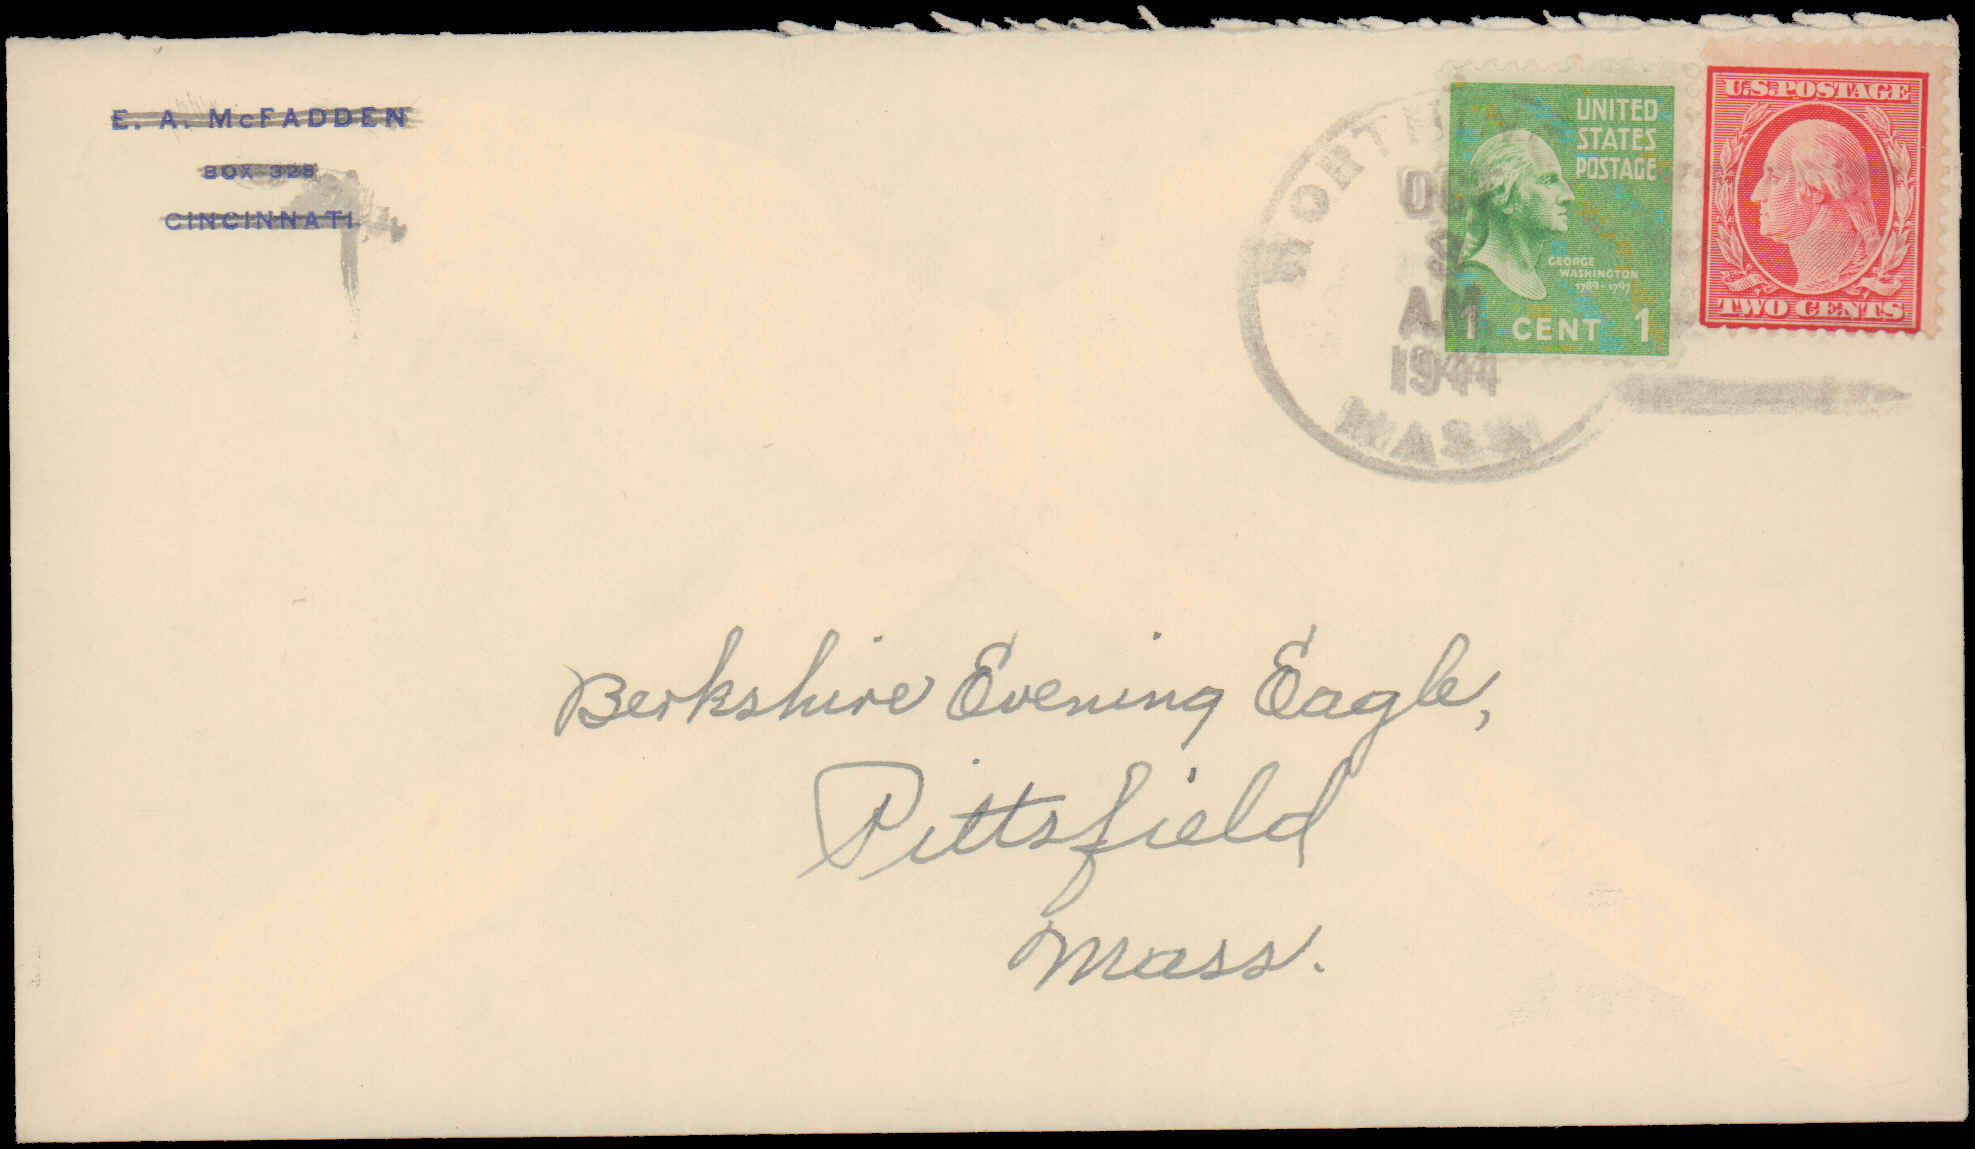 E. A. McFADDEN
BOX 328
CINCINNATI
OCT
AM
1944
MASS.
UNITED
STATES
POSTAGE
GEORGE
WASHINGTON
1789-1797
1 CENT 1
U.S. POSTAGE
TWO CENTS
Berkshire Evening Eagle,
Pittsfield
Mass.